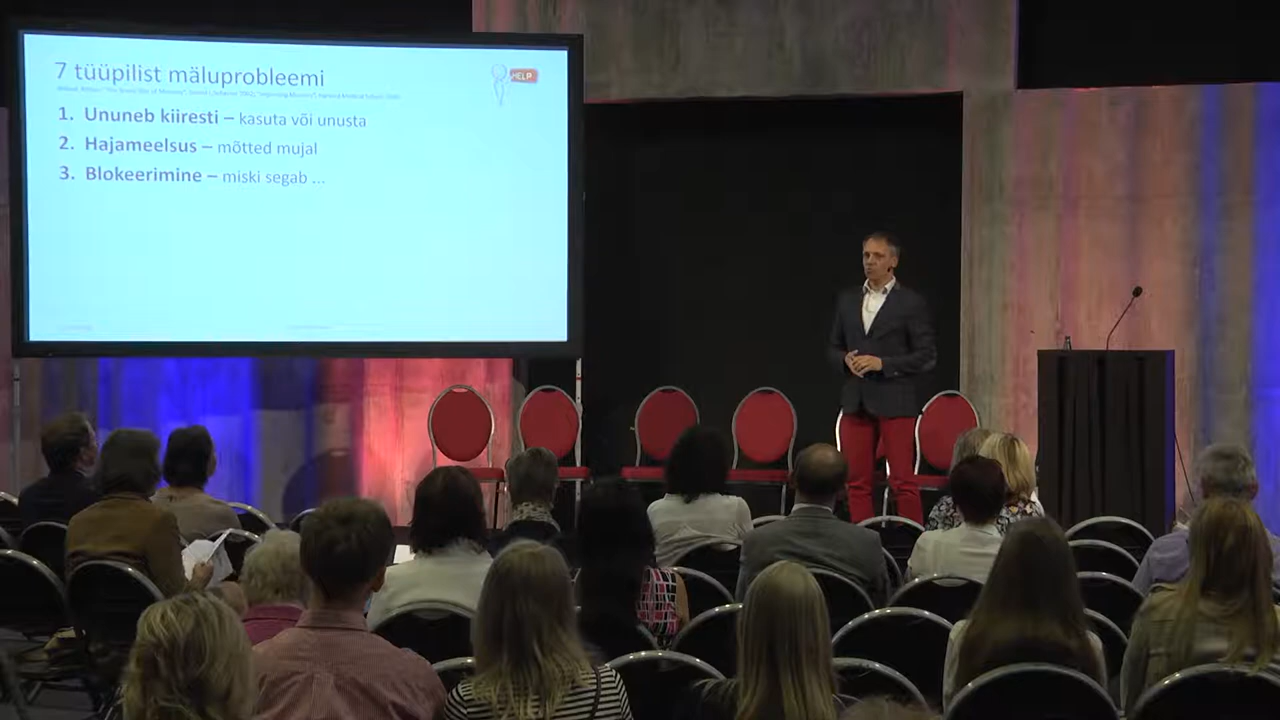 7 tüüpilist mäluprobleemi
HELP
1. Ununeb kiiresti – kasuta või unusta
2. Hajameelsus – mõtted mujal
3. Blokeerimine – miski segab ...